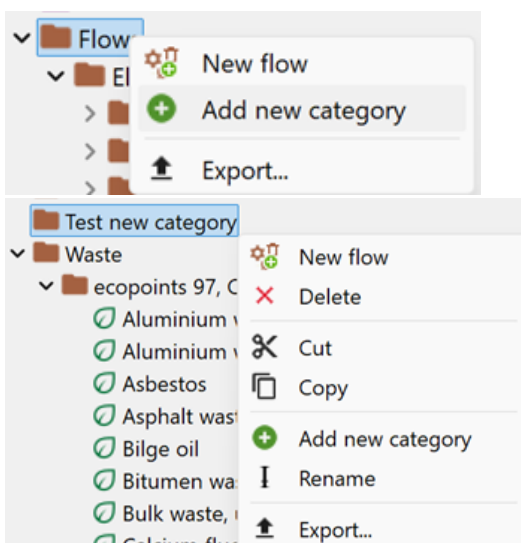 Flow
New flow
El
Add new category
Export...
Test new category
Waste
New flow
ecopoints 97, C
Delete
Aluminium
Aluminium
Cut
Asbestos
Copy
Asphalt wast
Bilge oil
Add new category
Bitumen wa
Rename
Bulk waste,
Export...